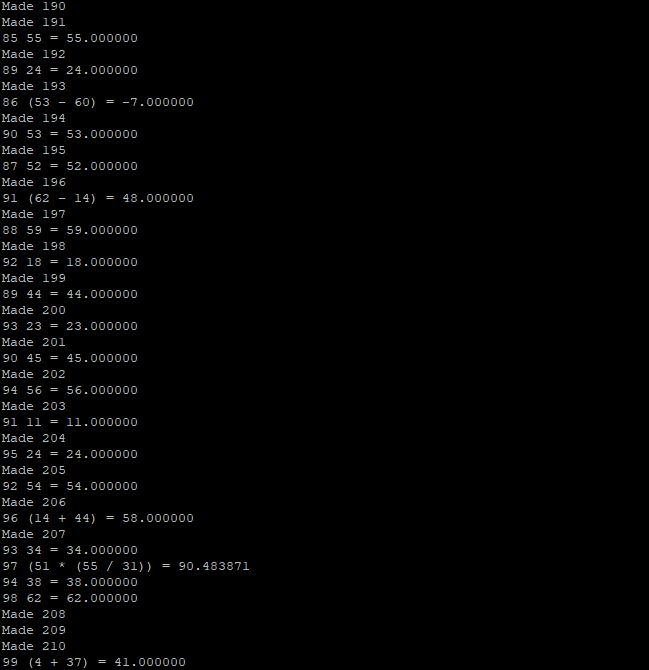 Made 190
Made 191
85 55 = 55.000000
Made 192
89 24 = 24.000000
Made 193
86 (53 - 60) = -7.000000
Made 194
90 53 = 53.000000
Made 195
87 52 = 52.000000
Made 196
91 (62 - 14) = 48.000000
Made 197
88 59 = 59.000000
Made 198
92 18 = 18.000000
Made 199
89 44 = 44.000000
Made 200
93 23 = 23.000000
Made 201
90 45 = 45.000000
Made 202
94 56 = 56.000000
Made 203
91 11 = 11.000000
Made 204
95 24 = 24.000000
Made 205
92 54 = 54.000000
Made 206
96 (14 + 44) = 58.000000
Made 207
93 34 = 34.000000
97 (51 * (55 / 31)) = 90.483871
94 38 = 38.000000
98 62 = 62.000000
Made 208
Made 209
Made 210
99 (4 + 37) = 41.000000